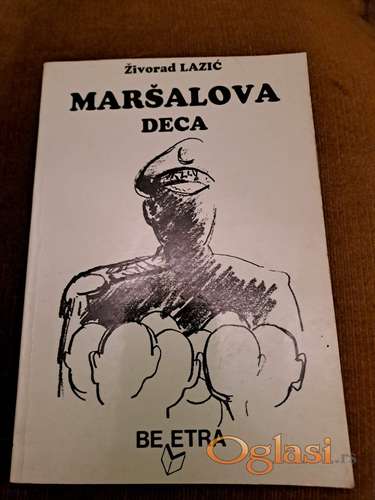 Živorad LAZIĆ
MARŠALOVA
DECA
BELETRA
Oglasi.rs